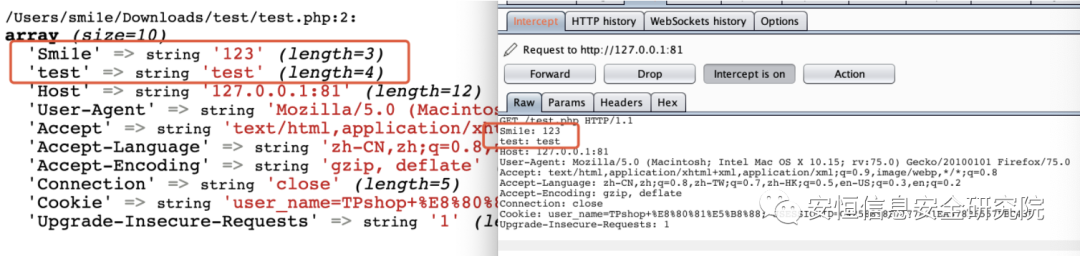 /Users/smi1e/Downloads/test/test.php:2:
array (size=10)
'Smile' => string '123' (length=3)
'test' => string 'test' (length=4)
'Host' => string '127.0.0.1:81' (length=12)
'User-Agent' => string 'Mozilla/5.0 (Macintos
'Accept' => string 'text/html,application/xht
'Accept-Language' => string 'zh-CN,zh;q=0.8,
'Accept-Encoding' => string 'gzip, deflate'
'Connection' => string 'close' (length=5)
'Cookie' => string 'user_name=TPshop+%E8%80%8
'Upgrade-Insecure-Requests' => string '1' (le
Intercept
HTTP history
WebSockets history
Options
Request to http://127.0.0.1:81
Forward
Drop
Intercept is on
Action
Raw
Params
Headers
Hex
GET /test.php HTTP/1.1
Smile: 123
test: test
Host: 127.0.0.1:81
User-Agent: Mozilla/5.0 (Macintosh; Intel Mac OS X 10.15; rv:75.0) Gecko/20100101 Firefox/75.0
Accept: text/html,application/xhtml+xml,application/xml;q=0.9,image/webp,*/*;q=0.8
Accept-Language: zh-CN,zh;q=0.8,zh-TW;q=0.7,zh-HK;q=0.5,en-US;q=0.3,en;q=0.2
Accept-Encoding: gzip, deflate
Connection: close
Cookie: user_name=TPshop+%E8%80%81%E5%B8%88;
Upgrade-Insecure-Requests: 1
安恒信息安全研究院